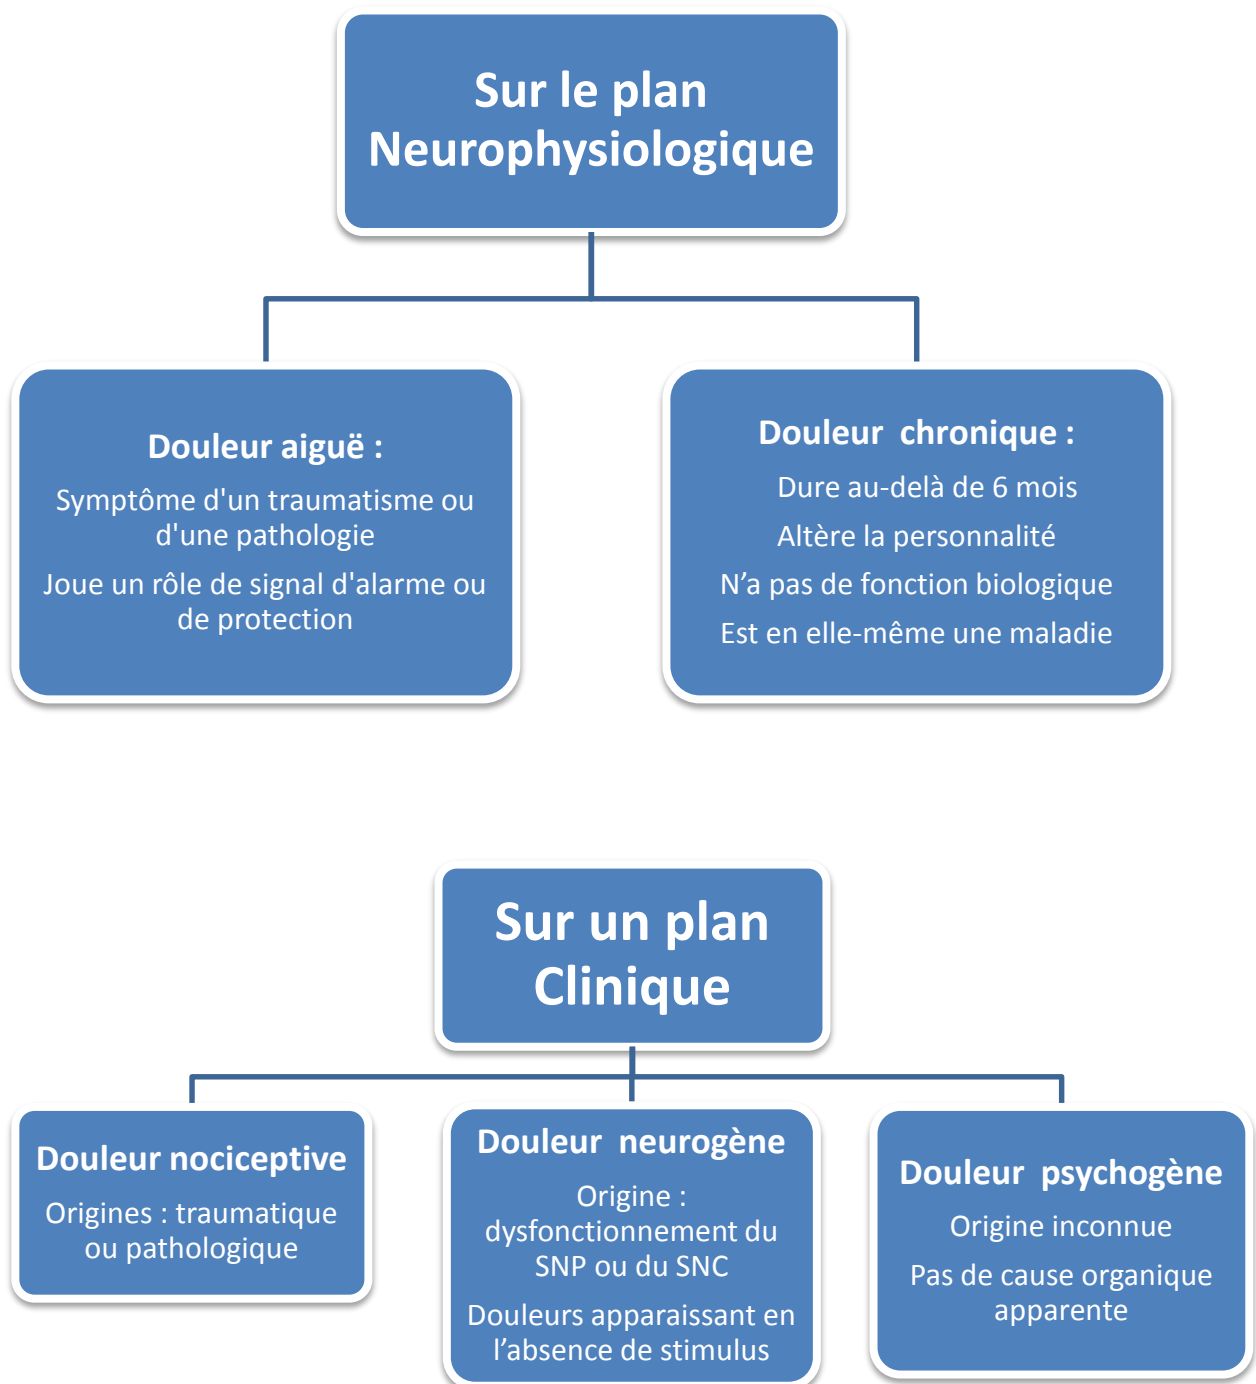 Sur le plan
Neurophysiologique
Douleur aiguë :
Symptôme d'un traumatisme ou
d'une pathologie
Joue un rôle de signal d'alarme ou
de protection
Douleur chronique :
Dure au-delà de 6 mois
Altère la personnalité
N’a pas de fonction biologique
Est en elle-même une maladie
Sur un plan
Clinique
Douleur nociceptive
Origines : traumatique
ou pathologique
Douleur neurogène
Origine :
dysfonctionnement du
SNP ou du SNC
Douleurs apparaissant en
l’absence de stimulus
Douleur psychogène
Origine inconnue
Pas de cause organique
apparente